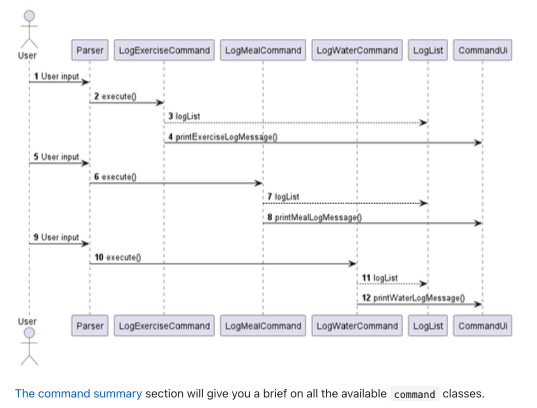 User
Parser LogExerciseCommand LogMealCommand LogWaterCommand LogList CommandUi
1 User input
2 execute()
3 logList
4 printExerciseLogMessage()
5 User input
6 execute()
7 logList
8 printMealLogMessage()
9 User input
10 execute()
11 logList
12 printWaterLogMessage()
User
Parser LogExerciseCommand LogMealCommand LogWaterCommand LogList CommandUi
The command summary section will give you a brief on all the available command classes.